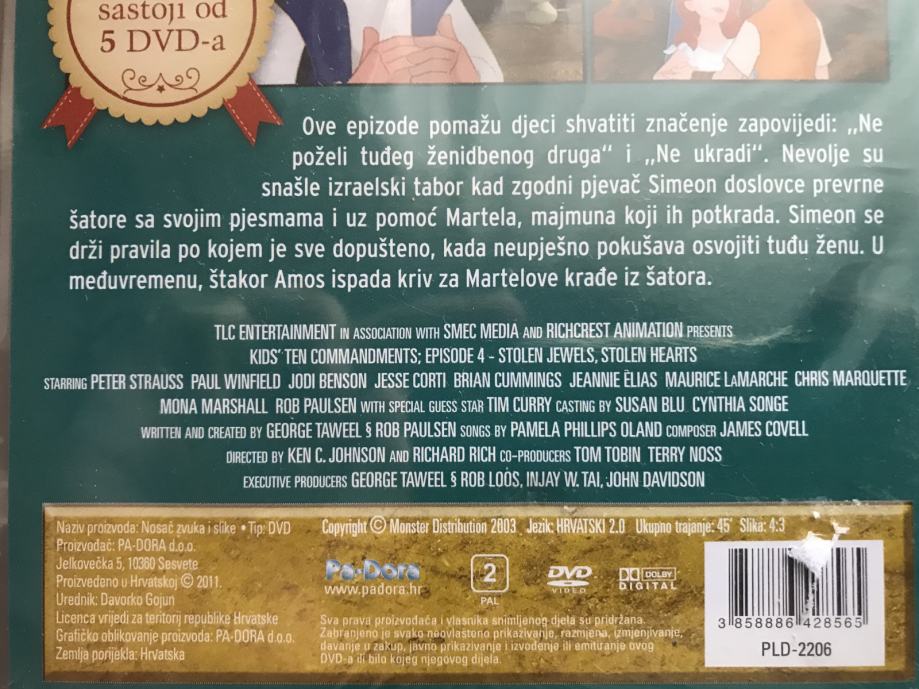 sastoji od
5 DVD-a
Ove epizode pomažu djeci shvatiti značenje zapovijedi: „Ne
poželi tuđeg ženidbenog druga“ i „Ne ukradi“. Nevolje su
snašle izraelski tabor kad zgodni pjevač Simeon doslovce prevrne
šatore sa svojim pjesmama i uz pomoć Martela, majmuna koji ih potkrada. Simeon se
drži pravila po kojem je sve dopušteno, kada neupješno pokušava osvojiti tuđu ženu. U
međuvremenu, štakor Amos ispada kriv za Martelove krađe iz šatora.
TLC ENTERTAINMENT IN ASSOCIATION WITH SMEC MEDIA AND RICHCREST ANIMATION PRESENTS
KIDS' TEN COMMANDMENTS; EPISODE 4 - STOLEN JEWELS, STOLEN HEARTS
STARRING PETER STRAUSS PAUL WINFIELD JODI BENSON JESSE CORTI BRIAN CUMMINGS JEANNIE ELIAS MAURICE LaMARCHE CHRIS MARQUETTE
MONA MARSHALL ROB PAULSEN WITH SPECIAL GUEST STAR TIM CURRY CASTING BY SUSAN BLU CYNTHIA SONGE
WRITTEN AND CREATED BY GEORGE TAWEEL § ROB PAULSEN SONGS BY PAMELA PHILLIPS OLAND COMPOSER JAMES COVELL
DIRECTED BY KEN C. JOHNSON AND RICHARD RICH CO-PRODUCERS TOM TOBIN TERRY NOSS
EXECUTIVE PRODUCERS GEORGE TAWEEL § ROB LOOS, INJAY W. TAI, JOHN DAVIDSON
Naziv proizvoda: Nosač zvuka i slike • Tip: DVD
Proizvođač: PA-DORA d.o.o.
Jelkovečka 5, 10360 Sesvete
Proizvedeno u Hrvatskoj © 2011.
Urednik: Davorko Gojun
Licenca vrijedi za teritorij republike Hrvatske
Grafičko oblikovanje proizvoda: PA-DORA d.o.o.
Zemlja porijekla: Hrvatska
Copyright © Monster Distribution 2003 Jezik: HRVATSKI 2.0 Ukupno trajanje: 45' Slika: 4:3
Pa-Dora
www.padora.hr
2
PAL
DVD
VIDEO
DOLBY
DIGITAL
Sva prava proizvođača i vlasnika snimljenog djela su pridržana.
Zabranjeno je svako neovlašteno prikazivanje, razmjena, izmjenjivanje,
davanje u zakup, javno prikazivanje i izvođenje ili emitiranje ovog
DVD-a ili bilo kojeg njegovog dijela.
3 858886 428565
PLD-2206